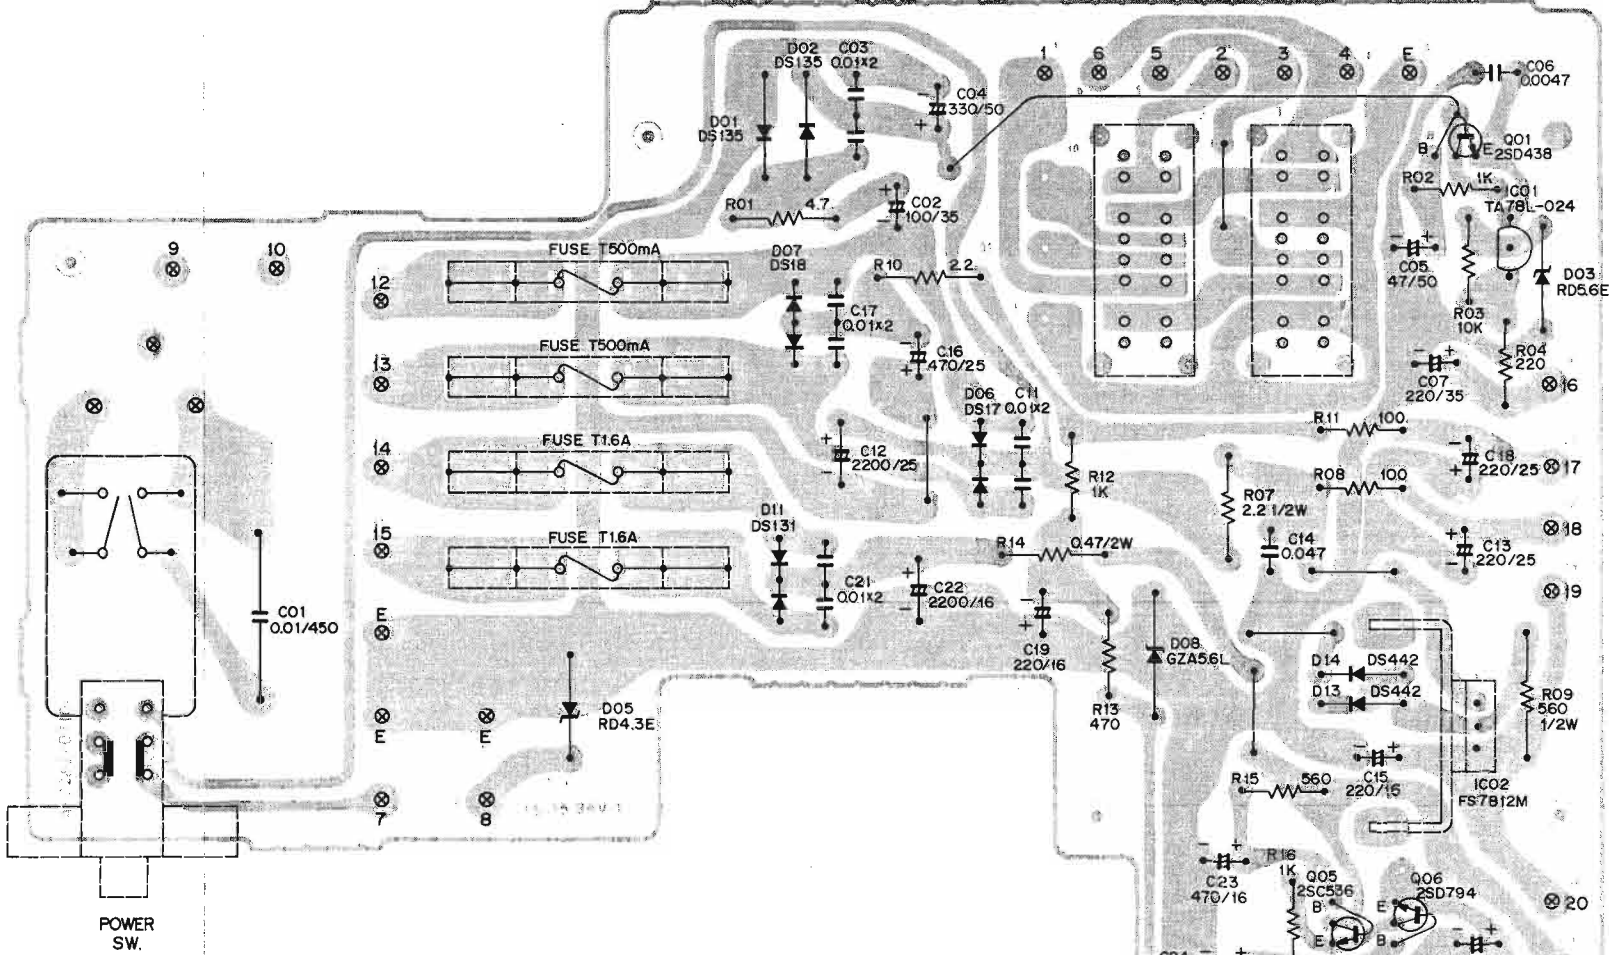 D02
DS135
C03
0.01x2
1
6
5
2
3
4
E
C06
0.0047
C04
330/50
D01
DS135
Q01
2SD438
B
E
R02
1K
IC01
TA78L-024
R01
4.7
C02
100/35
9
10
12
FUSE T500mA
D07
DS18
R10
2.2
C05
47/50
D03
RD5.6E
C17
0.01x2
R03
10K
13
FUSE T500mA
C16
470/25
R04
220
C07
220/35
16
D06
DS17
C11
0.01x2
R11
100
14
FUSE T1.6A
C12
2200/25
R12
1K
C18
220/25
17
R08
100
R07
2.2 1/2W
D11
DS131
15
FUSE T1.6A
R14
0.47/2W
C14
0.047
C13
220/25
18
C21
0.01x2
C22
2200/16
19
C01
0.01/450
E
C19
220/16
D08
GZA5.6L
D14
DS442
D13
DS442
R09
560
1/2W
R13
470
D05
RD4.3E
E
E
R15
560
C15
220/16
IC02
FS7812M
7
8
C23
470/16
R16
1K
Q05
2SC536
Q06
2SD794
B
E
E
B
20
POWER
SW.